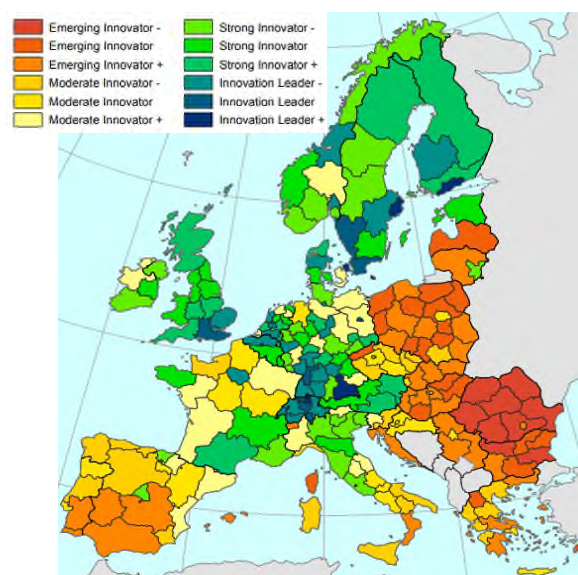 Emerging Innovator -
Emerging Innovator
Emerging Innovator +
Moderate Innovator -
Moderate Innovator
Moderate Innovator +
Strong Innovator -
Strong Innovator
Strong Innovator +
Innovation Leader -
Innovation Leader
Innovation Leader +